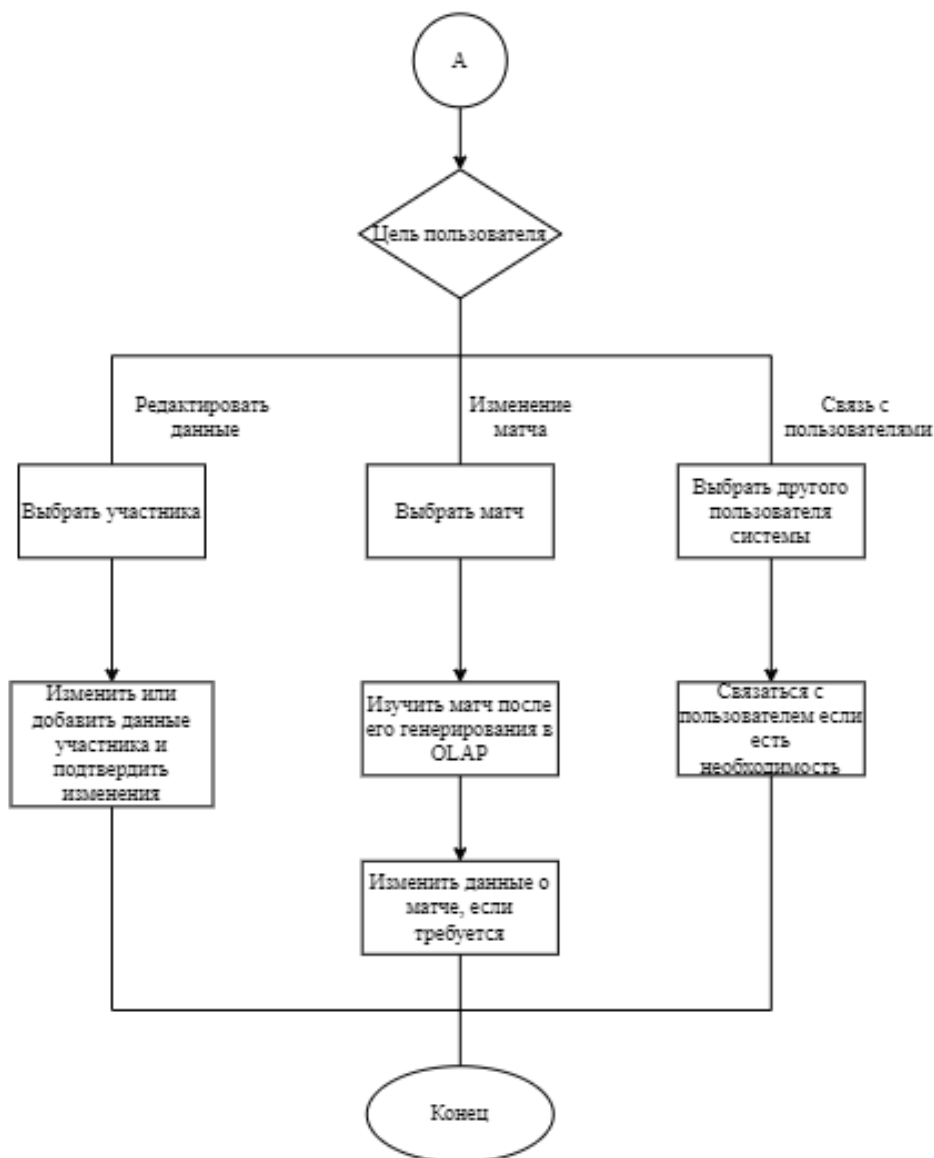 А
Цель пользователя
Редактировать
данные
Изменение
матча
Связь с
пользователями
Выбрать участника
Выбрать матч
Выбрать другого
пользователя
системы
Изменить или
добавить данные
участника и
подтвердить
изменения
Изучить матч после
его генерирования в
OLAP
Связаться с
пользователем если
есть
необходимость
Изменить данные о
матче, если
требуется
Конец